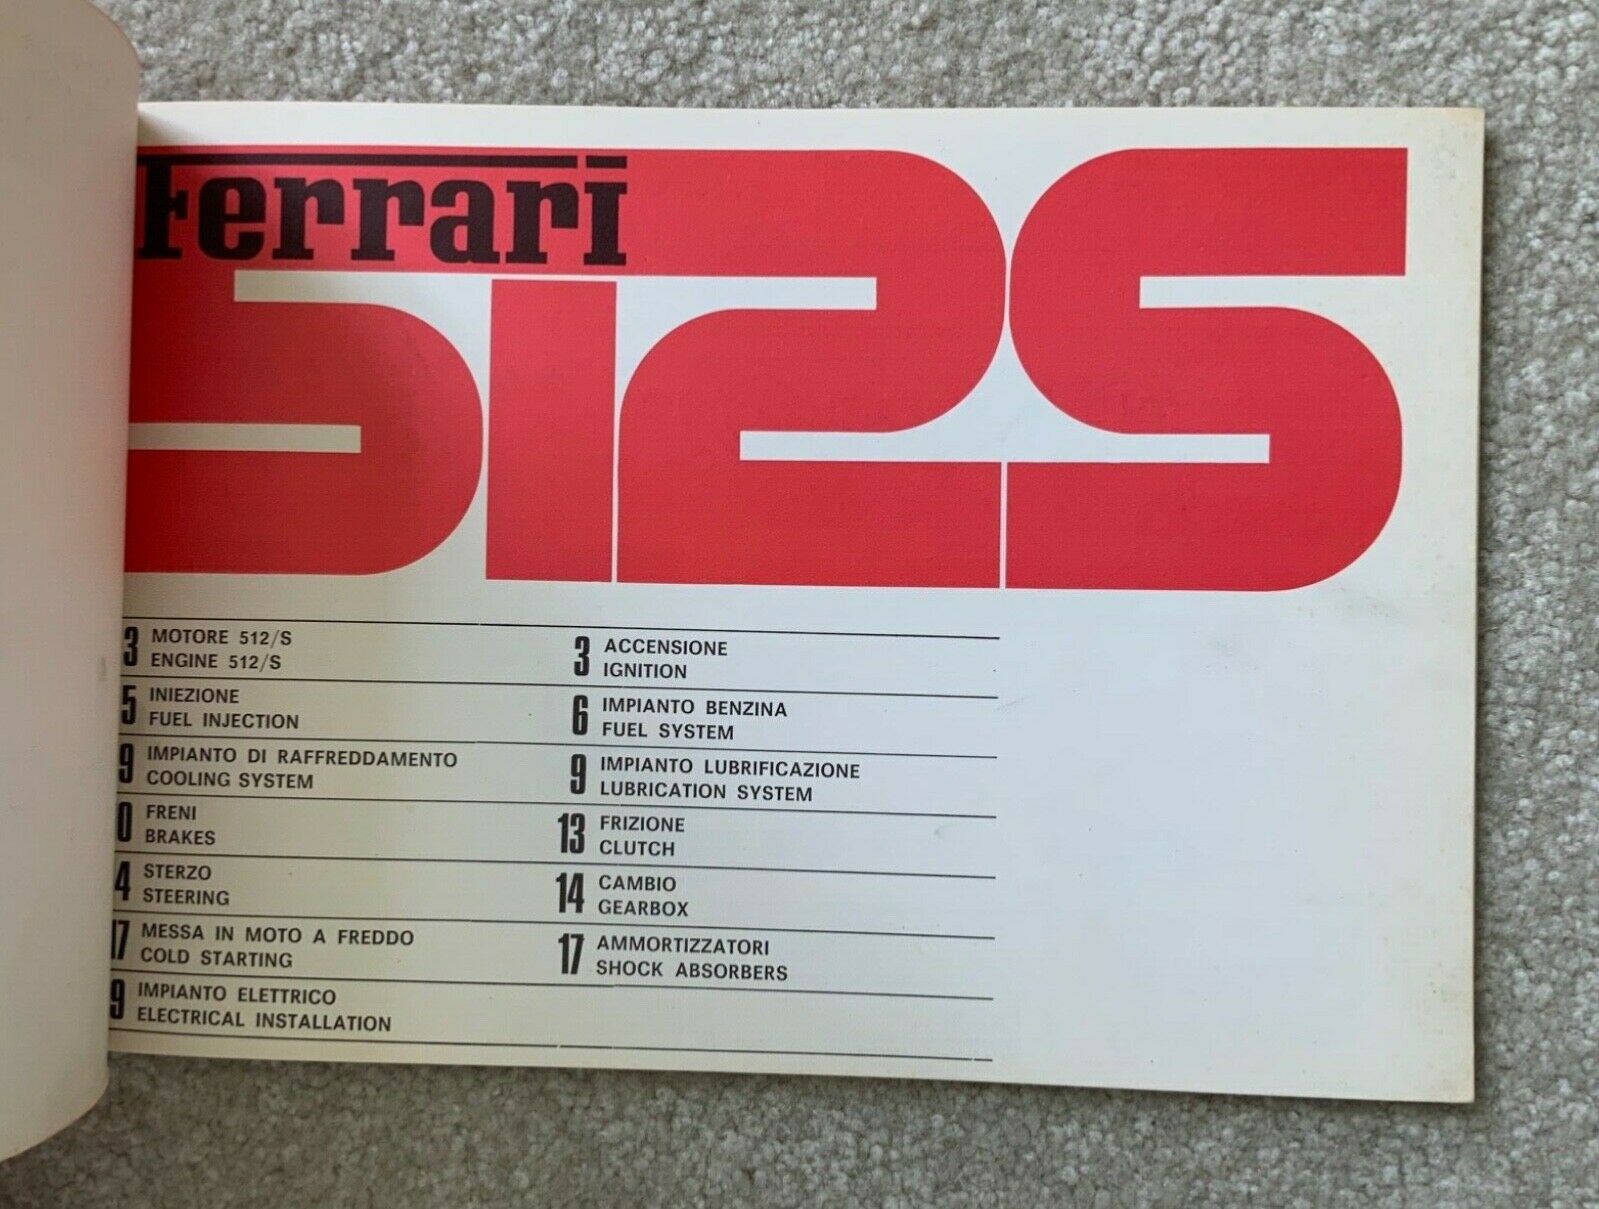 Ferrari
512S
3 MOTORE 512/S
ENGINE 512/S
3 ACCENSIONE
IGNITION
5 INIEZIONE
FUEL INJECTION
6 IMPIANTO BENZINA
FUEL SYSTEM
9 IMPIANTO DI RAFFREDDAMENTO
COOLING SYSTEM
9 IMPIANTO LUBRIFICAZIONE
LUBRICATION SYSTEM
0 FRENI
BRAKES
13 FRIZIONE
CLUTCH
4 STERZO
STEERING
14 CAMBIO
GEARBOX
17 MESSA IN MOTO A FREDDO
COLD STARTING
17 AMMORTIZZATORI
SHOCK ABSORBERS
9 IMPIANTO ELETTRICO
ELECTRICAL INSTALLATION